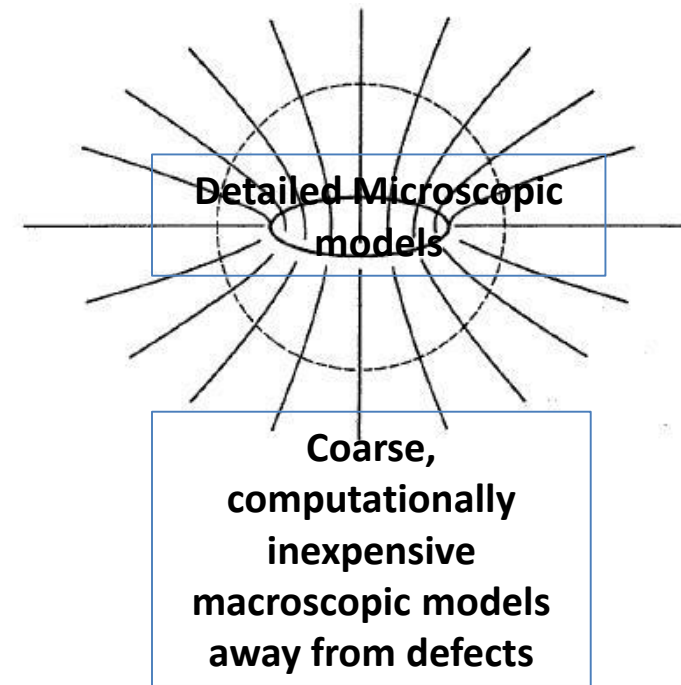 Detailed Microscopic
models
Coarse,
computationally
inexpensive
macroscopic models
away from defects